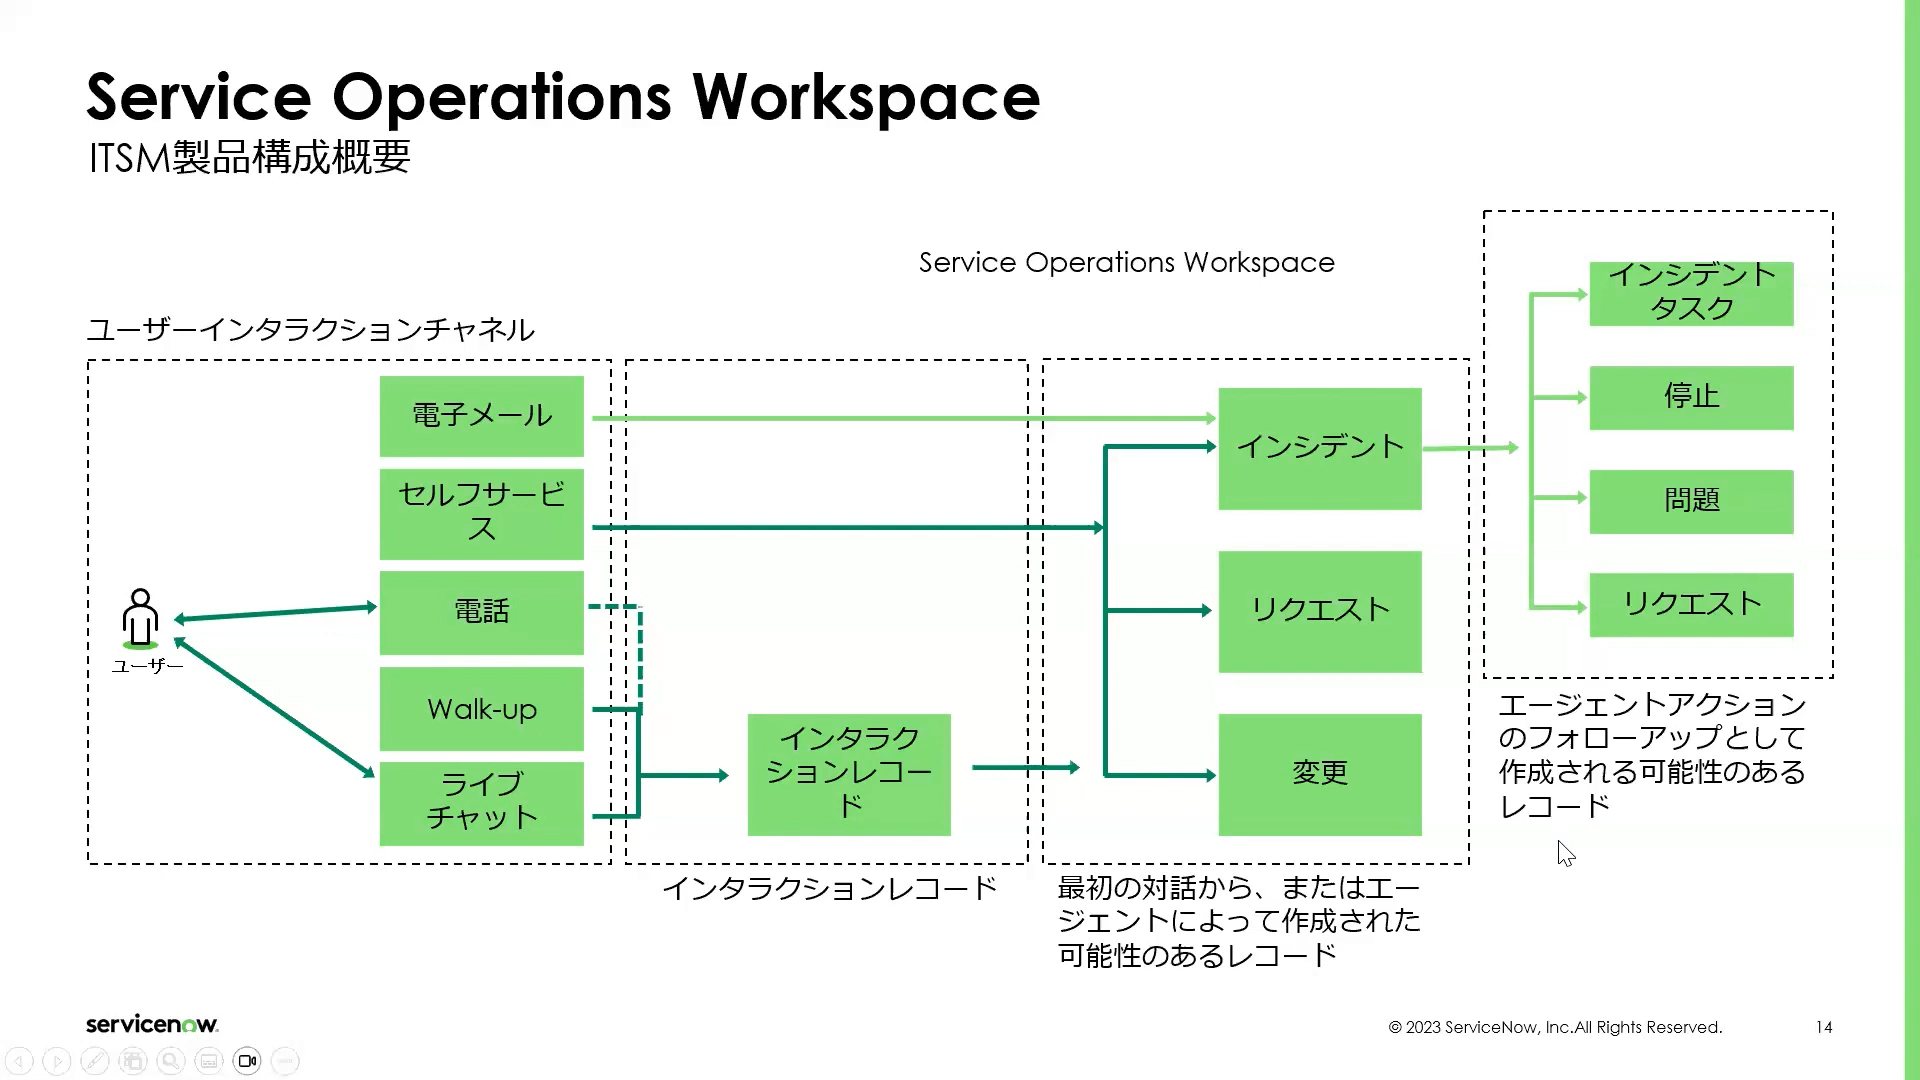 Service Operations Workspace
ITSM製品構成概要
Service Operations Workspace
ユーザーインタラクションチャネル
電子メール
セルフサービ
ス
電話
Walk-up
ライブ
チャット
ユーザー
インタラク
ションレコー
ド
インタラクションレコード
インシデント
リクエスト
変更
最初の対話から、またはエー
ジェントによって作成された
可能性のあるレコード
インシデント
タスク
停止
問題
リクエスト
エージェントアクション
のフォローアップとして
作成される可能性のある
レコード
servicenow.
© 2023 ServiceNow, Inc.All Rights Reserved.
14